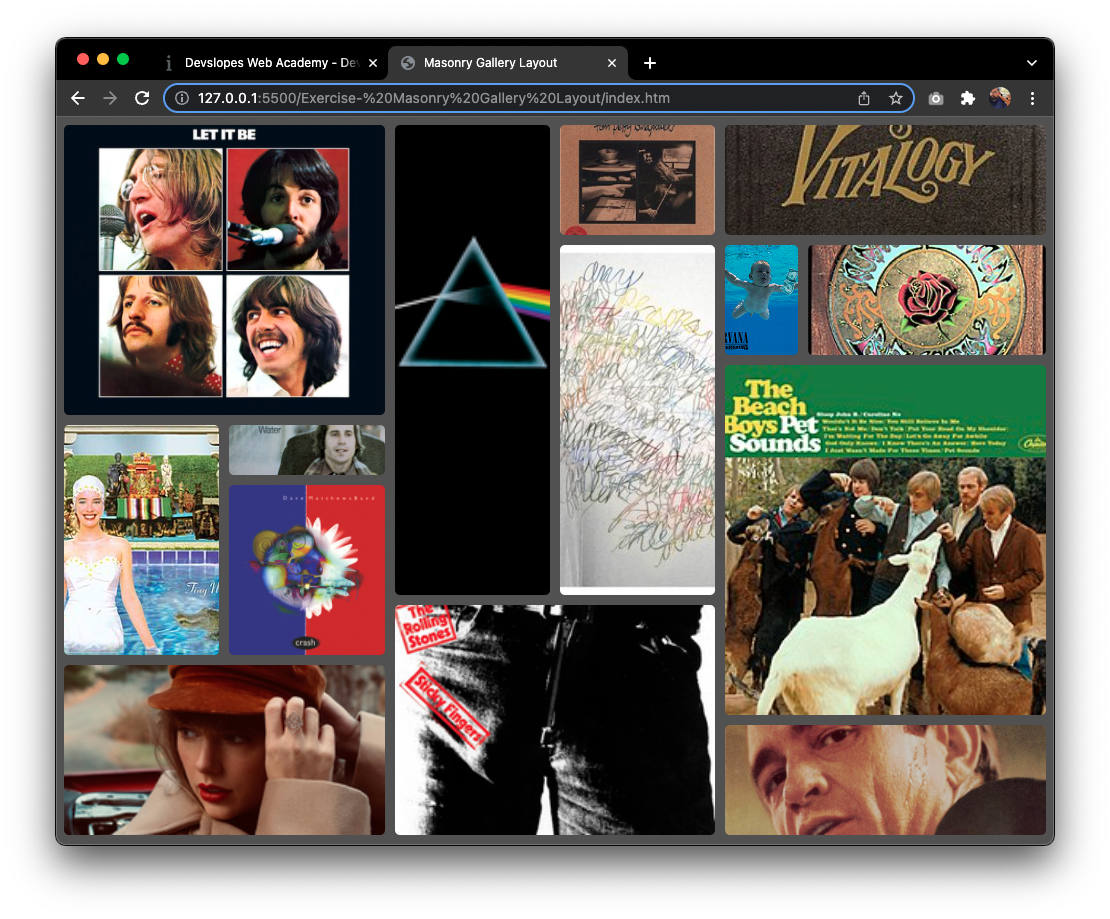 Devslopes Web Academy - De
Masonry Gallery Layout
127.0.0.1:5500/Exercise-%20Masonry%20Gallery%20Layout/index.htm
LET IT BE
VITALOGY
RVANA
The
Beach
Boys Pet
Sounds
Sloop John B. / Caroline No
Wouldn't It Be Nice / You Still Believe In Me
That's Not Me / Don't Talk / Put Your Head On My Shoulder
I'm Waiting For The Day / Let's Go Away For Awhile
God Only Knows / I Know There's An Answer / Here Today
I Just Wasn't Made For These Times / Pet Sounds
Capitol
Water
Dave Matthews Band
crash
Tiny M
The
Rolling
Stones
Sticky Fingers